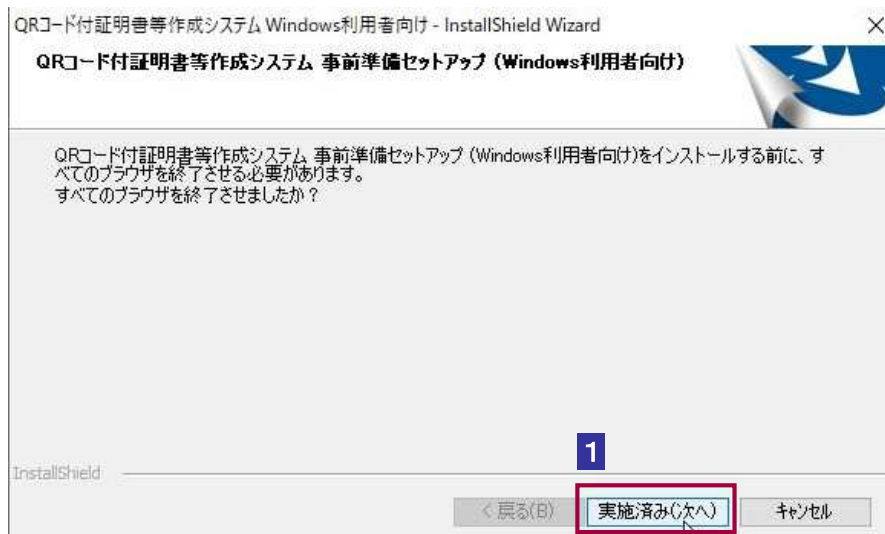 QRコード付証明書等作成システム Windows利用者向け - InstallShield Wizard
QRコード付証明書等作成システム 事前準備セットアップ (Windows利用者向け)
QRコード付証明書等作成システム 事前準備セットアップ (Windows利用者向け)をインストールする前に、す
べてのブラウザを終了させる必要があります。
すべてのブラウザを終了させましたか？
1
InstallShield
< 戻る(B)
実施済み(次へ)
キャンセル